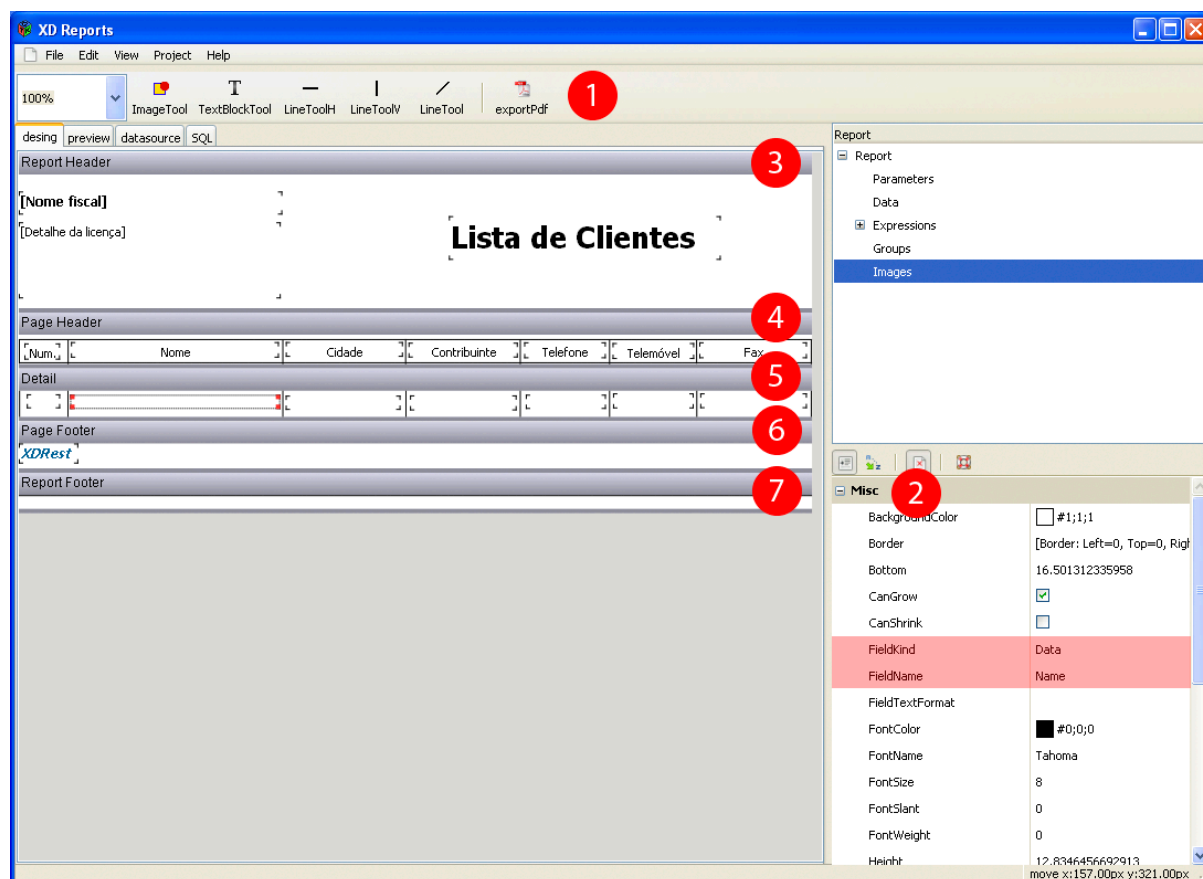 XD Reports
File Edit View Project Help
100% ImageTool TextBlockTool LineToolH LineToolV LineTool exportPdf 1
desing preview datasource SQL
Report Header 3
[Nome fiscal]
[Detalhe da licença]
Lista de Clientes
Page Header 4
Num. Nome Cidade Contribuinte Telefone Telemóvel Fax
Detail 5
Page Footer 6
XDRest
Report Footer 7
Report
Report
Parameters
Data
Expressions
Groups
Images
Misc 2
BackgroundColor #1;1;1
Border [Border: Left=0, Top=0, Righ
Bottom 16.501312335958
CanGrow
CanShrink
FieldKind Data
FieldName Name
FieldTextFormat
FontColor #0;0;0
FontName Tahoma
FontSize 8
FontSlant 0
FontWeight 0
Height 12.8346456692913
move x:157.00px y:321.00px